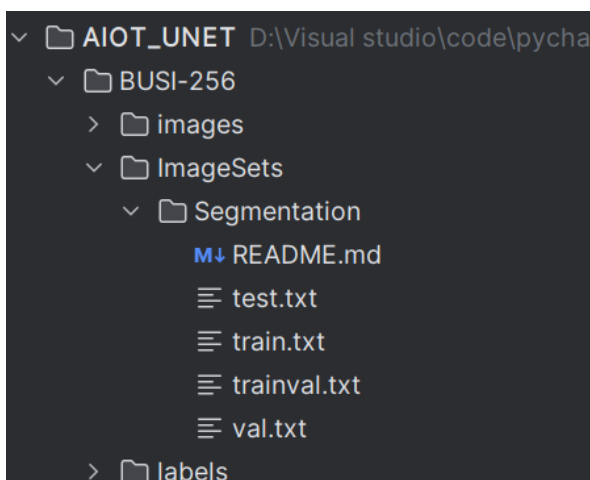 AIOT_UNET D:\Visual studio\code\pycha
BUSI-256
images
ImageSets
Segmentation
M↓ README.md
test.txt
train.txt
trainval.txt
val.txt
labels